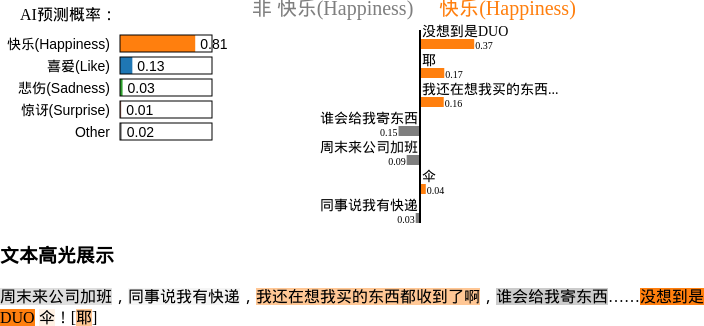 AI预测概率：
快乐(Happiness) 0.81
喜爱(Like) 0.13
悲伤(Sadness) 0.03
惊讶(Surprise) 0.01
Other 0.02
非 快乐(Happiness) 快乐(Happiness)
没想到是DUO
0.37
耶
0.17
我还在想我买的东西...
0.16
谁会给我寄东西
0.15
周末来公司加班
0.09
伞
0.04
同事说我有快递
0.03
文本高光展示
周末来公司加班，同事说我有快递，我还在想我买的东西都收到了啊，谁会给我寄东西……没想到是
DUO 伞！[耶]